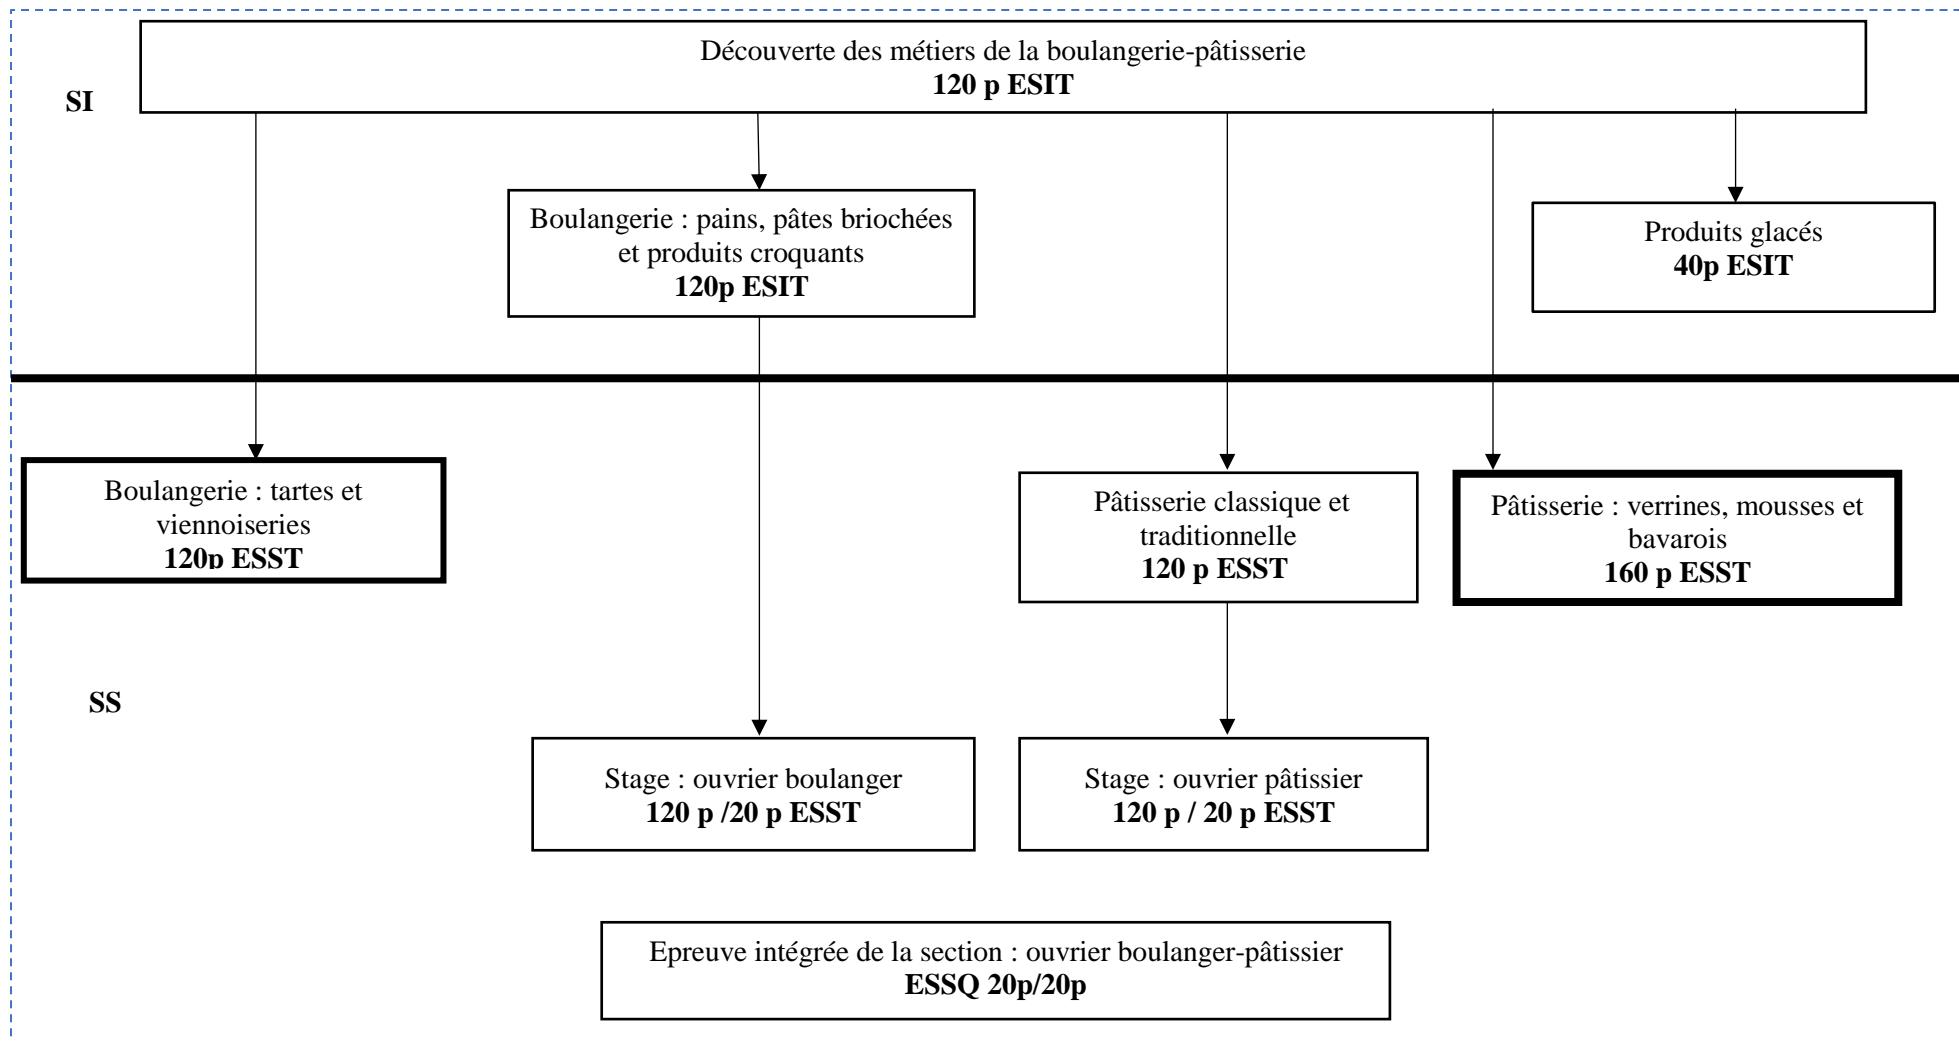 Découverte des métiers de la boulangerie-pâtisserie
120 p ESIT
SI
Boulangerie : pains, pâtes briochées
et produits croquants
120p ESIT
Produits glacés
40p ESIT
Boulangerie : tartes et
viennoiseries
120p ESST
Pâtisserie classique et
traditionnelle
120 p ESST
Pâtisserie : verrines, mousses et
bavarois
160 p ESST
SS
Stage : ouvrier boulanger
120 p /20 p ESST
Stage : ouvrier pâtissier
120 p / 20 p ESST
Epreuve intégrée de la section : ouvrier boulanger-pâtissier
ESSQ 20p/20p